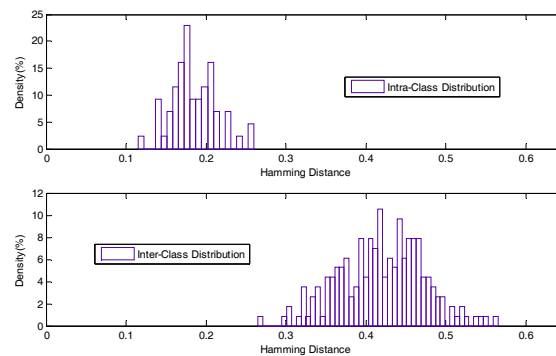 25
20
15
10
5
0
Density(%)
Intra-Class Distribution
0 0.1 0.2 0.3 0.4 0.5 0.6
Hamming Distance
12
10
8
6
4
2
0
Density(%)
Inter-Class Distribution
0 0.1 0.2 0.3 0.4 0.5 0.6
Hamming Distance